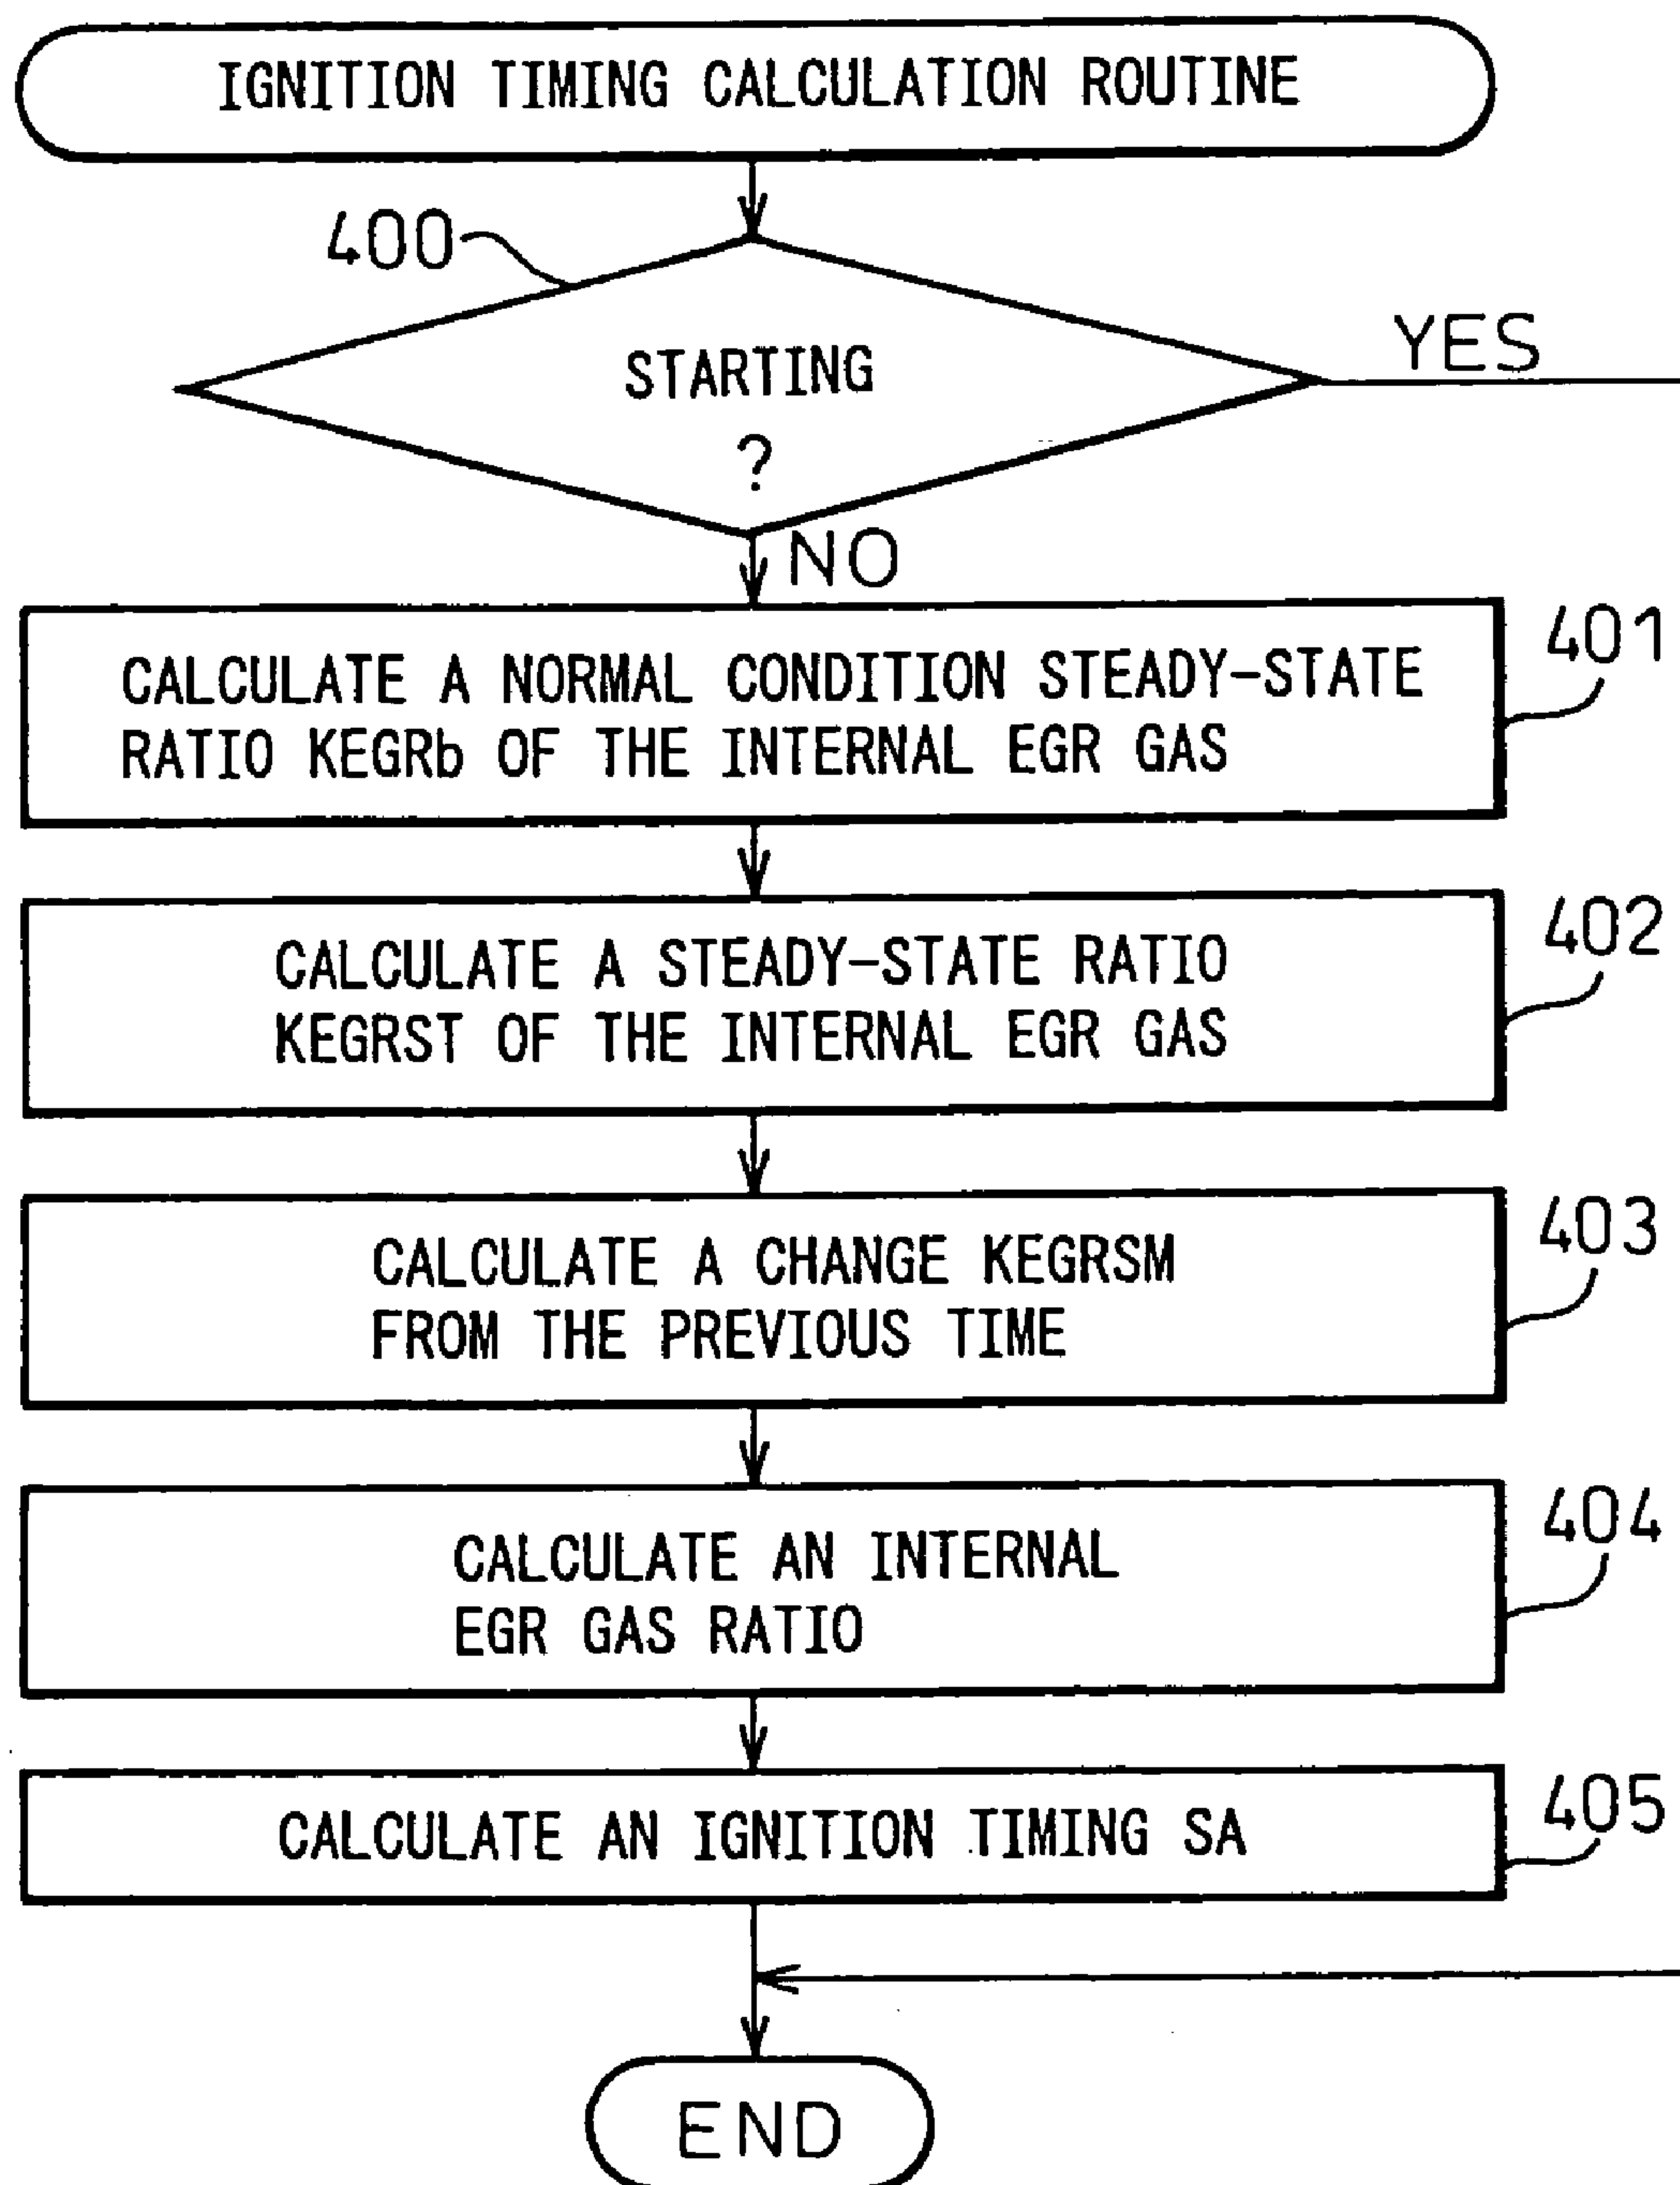 IGNITION TIMING CALCULATION ROUTINE
400
STARTING
?
YES
NO
401
CALCULATE A NORMAL CONDITION STEADY-STATE
RATIO KEGRb OF THE INTERNAL EGR GAS
402
CALCULATE A STEADY-STATE RATIO
KEGRST OF THE INTERNAL EGR GAS
403
CALCULATE A CHANGE KEGRSM
FROM THE PREVIOUS TIME
404
CALCULATE AN INTERNAL
EGR GAS RATIO
405
CALCULATE AN IGNITION TIMING SA
END